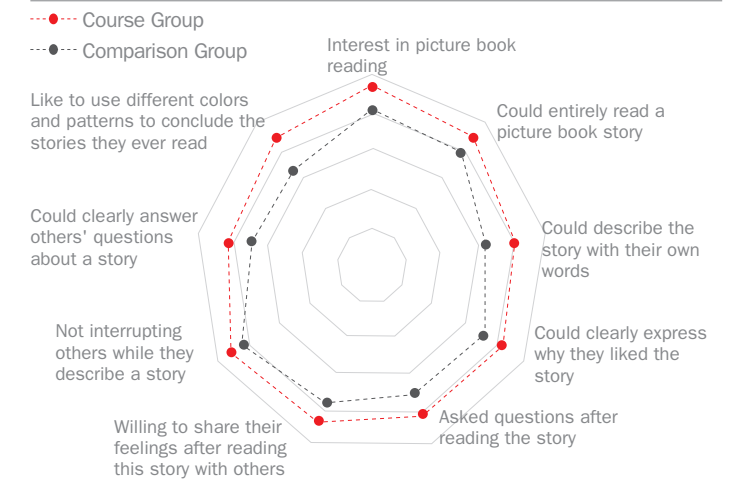 Course Group
Comparison Group
Interest in picture book
reading
Like to use different colors
and patterns to conclude the
stories they ever read
Could entirely read a
picture book story
Could clearly answer
others' questions
about a story
Could describe the
story with their own
words
Not interrupting
others while they
describe a story
Could clearly express
why they liked the
story
Willing to share their
feelings after reading
this story with others
Asked questions after
reading the story